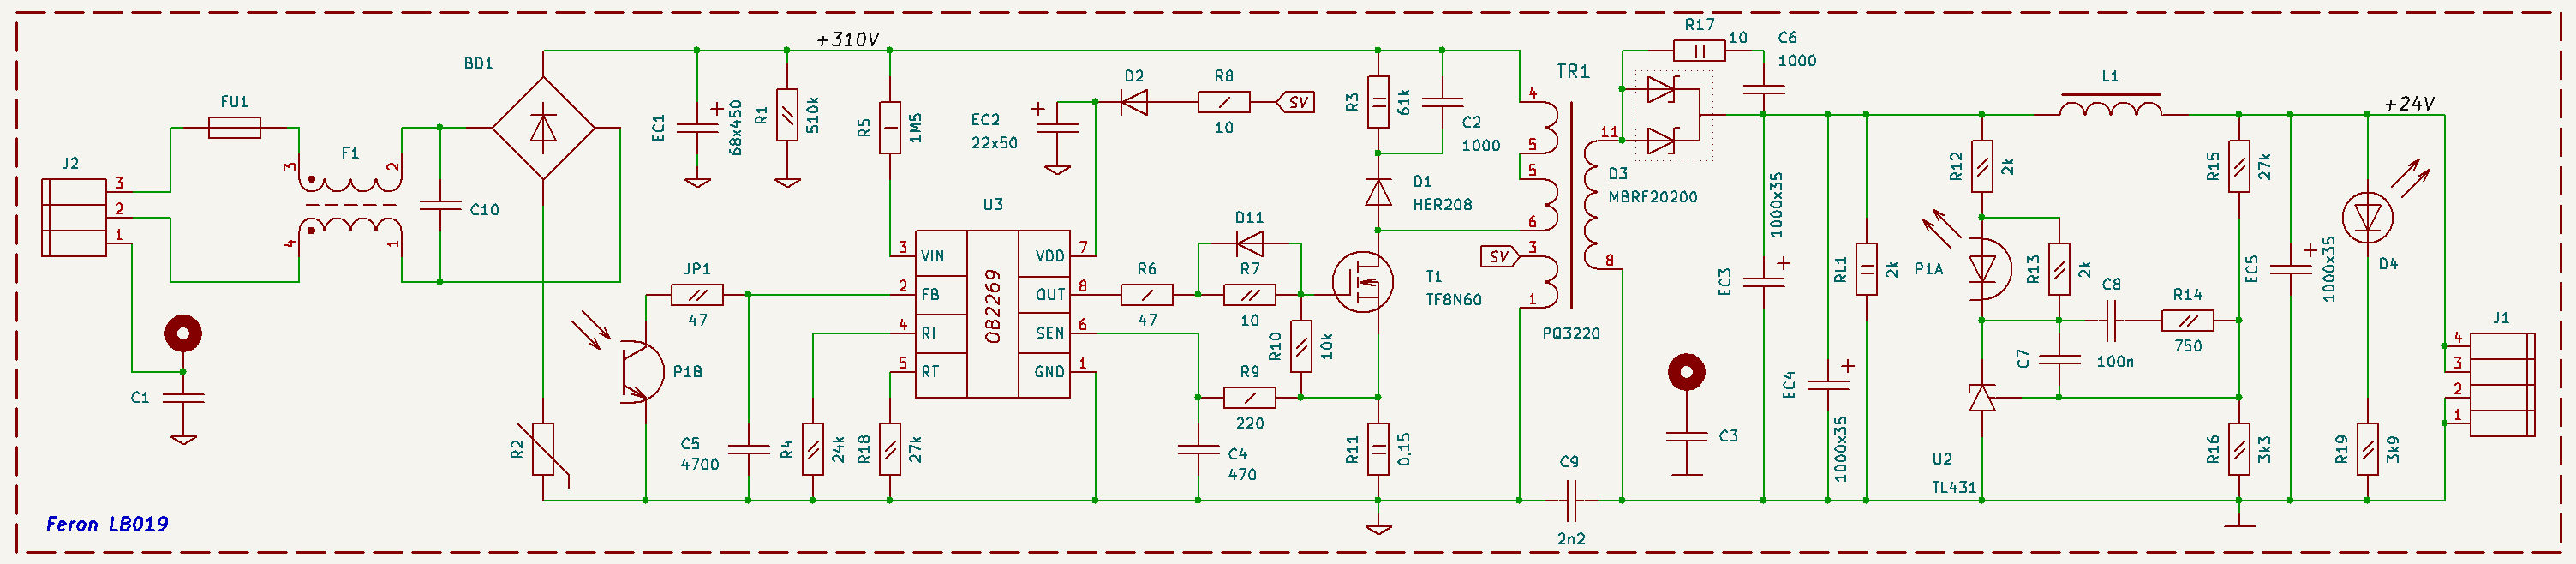 J2
3
2
1
FU1
F1
3
2
4
1
C1
C10
BD1
R2
+310V
EC1
68x450
R1
510k
R5
1M5
EC2
22x50
D2
R8
10
SV
U3
OB2269
3 VIN
2 FB
4 RI
5 RT
VDD 7
OUT 8
SEN 6
GND 1
JP1
47
P1B
C5
4700
R4
24k
R18
27k
R6
47
D11
R7
10
R10
10k
R9
220
C4
470
R3
61k
C2
1000
D1
HER208
T1
TF8N60
R11
0,15
TR1
4
5
5
6
3
1
SV
11
8
PQ3220
C9
2n2
R17
10
C6
1000
D3
MBRF20200
C3
EC3
1000x35
EC4
1000x35
RL1
2k
R12
2k
P1A
R13
2k
C8
100n
C7
R14
750
U2
TL431
L1
R15
27k
R16
3k3
EC5
1000x35
+24V
D4
R19
3k9
J1
4
3
2
1
Feron LB019